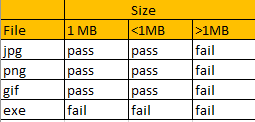 Size
File 1 MB <1MB >1MB
jpg pass pass fail
png pass pass fail
gif pass pass fail
exe fail fail fail